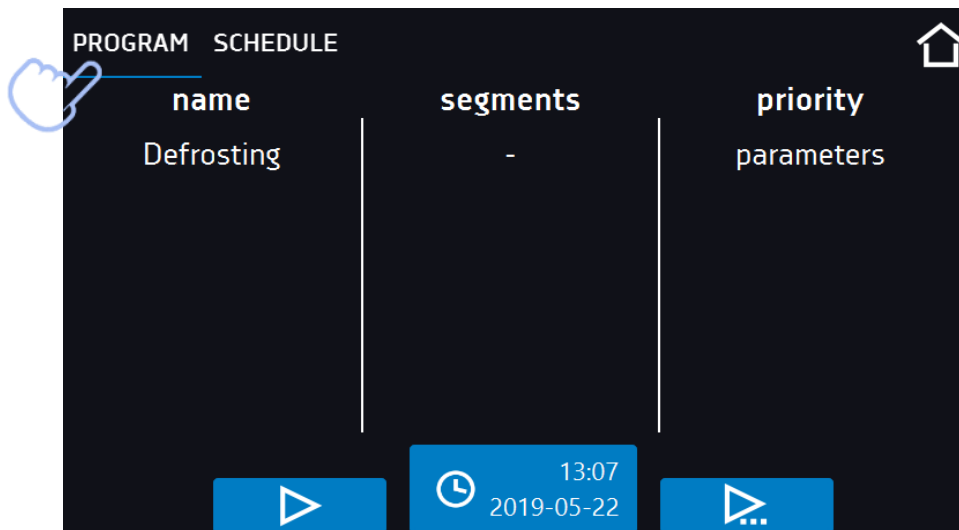 PROGRAM SCHEDULE
name segments priority
Defrosting - parameters
13:07
2019-05-22